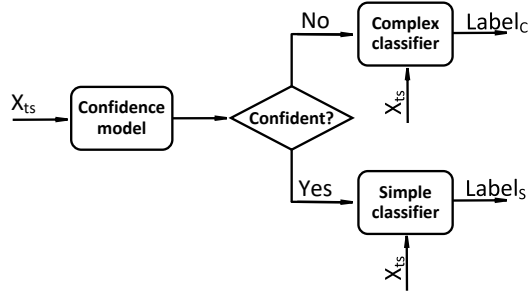 No
Complex
classifier
Label_C
X_ts
X_ts
Confidence
model
Confident?
Yes
Simple
classifier
Label_S
X_ts